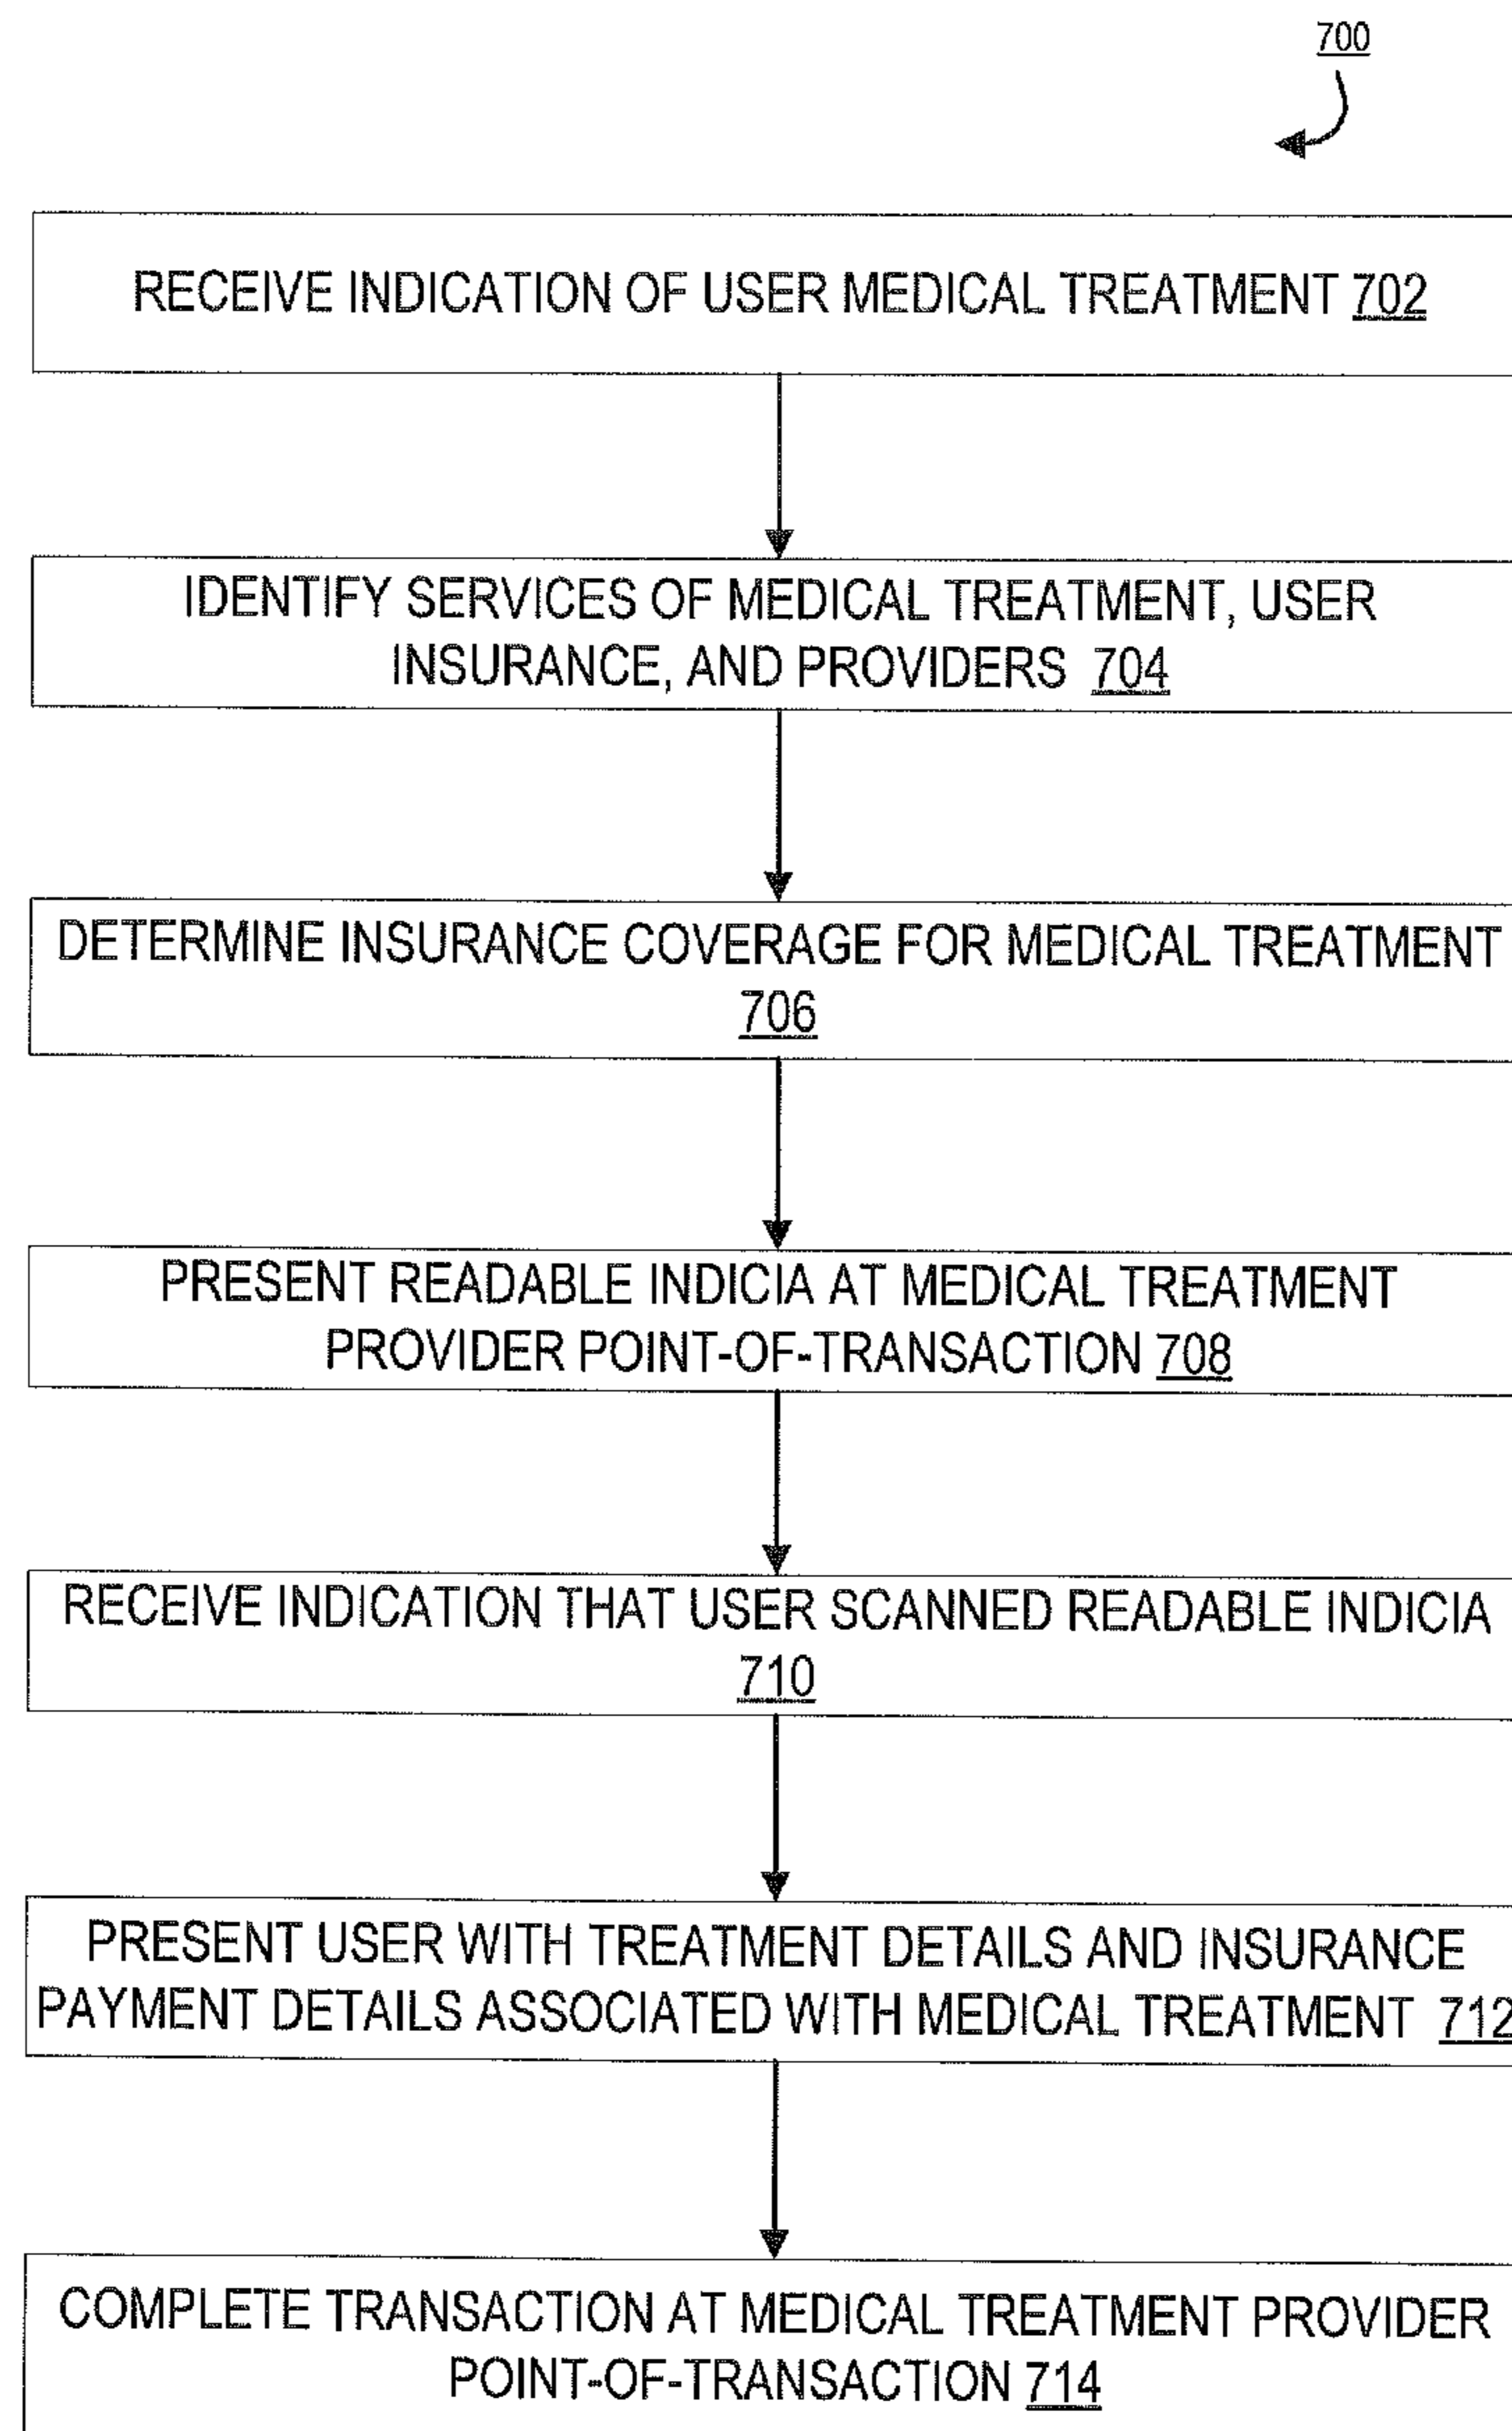 700
RECEIVE INDICATION OF USER MEDICAL TREATMENT 702
IDENTIFY SERVICES OF MEDICAL TREATMENT, USER
INSURANCE, AND PROVIDERS 704
DETERMINE INSURANCE COVERAGE FOR MEDICAL TREATMENT
706
PRESENT READABLE INDICIA AT MEDICAL TREATMENT
PROVIDER POINT-OF-TRANSACTION 708
RECEIVE INDICATION THAT USER SCANNED READABLE INDICIA
710
PRESENT USER WITH TREATMENT DETAILS AND INSURANCE
PAYMENT DETAILS ASSOCIATED WITH MEDICAL TREATMENT 712
COMPLETE TRANSACTION AT MEDICAL TREATMENT PROVIDER
POINT-OF-TRANSACTION 714